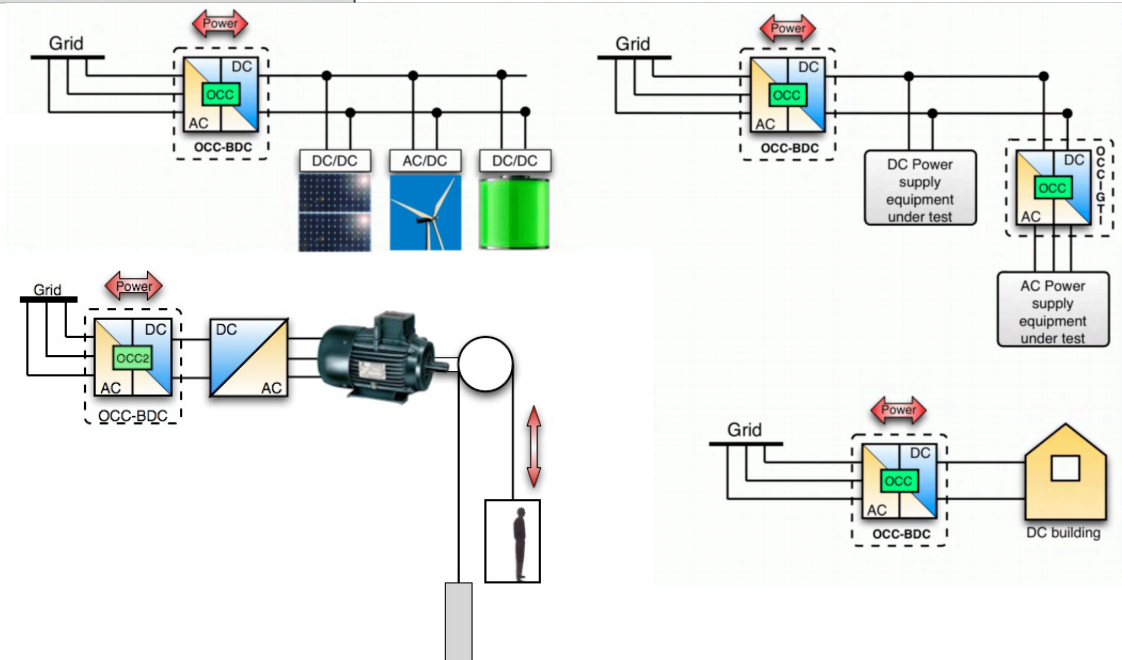 Power
Grid
DC
OCC
AC
OCC-BDC
DC/DC
AC/DC
DC/DC
Power
Grid
DC
OCC
AC
OCC-BDC
DC Power
supply
equipment
under test
DC
OCC
AC
OCCIGTI
AC Power
supply
equipment
under test
Power
Grid
DC
OCC2
AC
OCC-BDC
DC
AC
Power
Grid
DC
OCC
AC
OCC-BDC
DC building